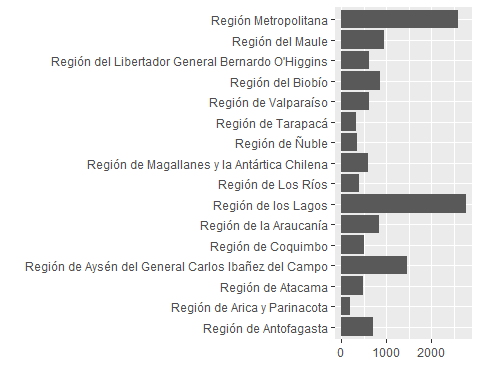 Región Metropolitana
Región del Maule
Región del Libertador General Bernardo O'Higgins
Región del Biobío
Región de Valparaíso
Región de Tarapacá
Región de Ñuble
Región de Magallanes y la Antártica Chilena
Región de Los Ríos
Región de los Lagos
Región de la Araucanía
Región de Coquimbo
Región de Aysén del General Carlos Ibañez del Campo
Región de Atacama
Región de Arica y Parinacota
Región de Antofagasta
0 1000 2000